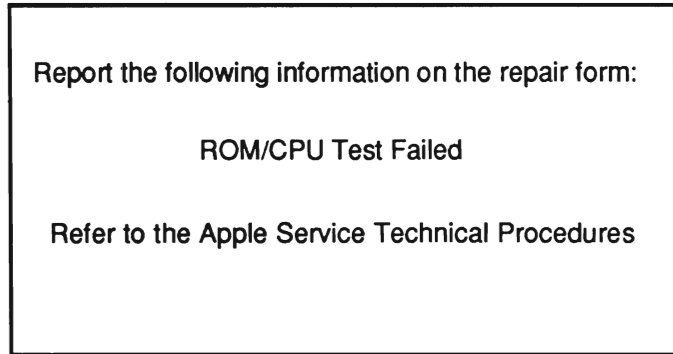 Report the following information on the repair form:
ROM/CPU Test Failed
Refer to the Apple Service Technical Procedures